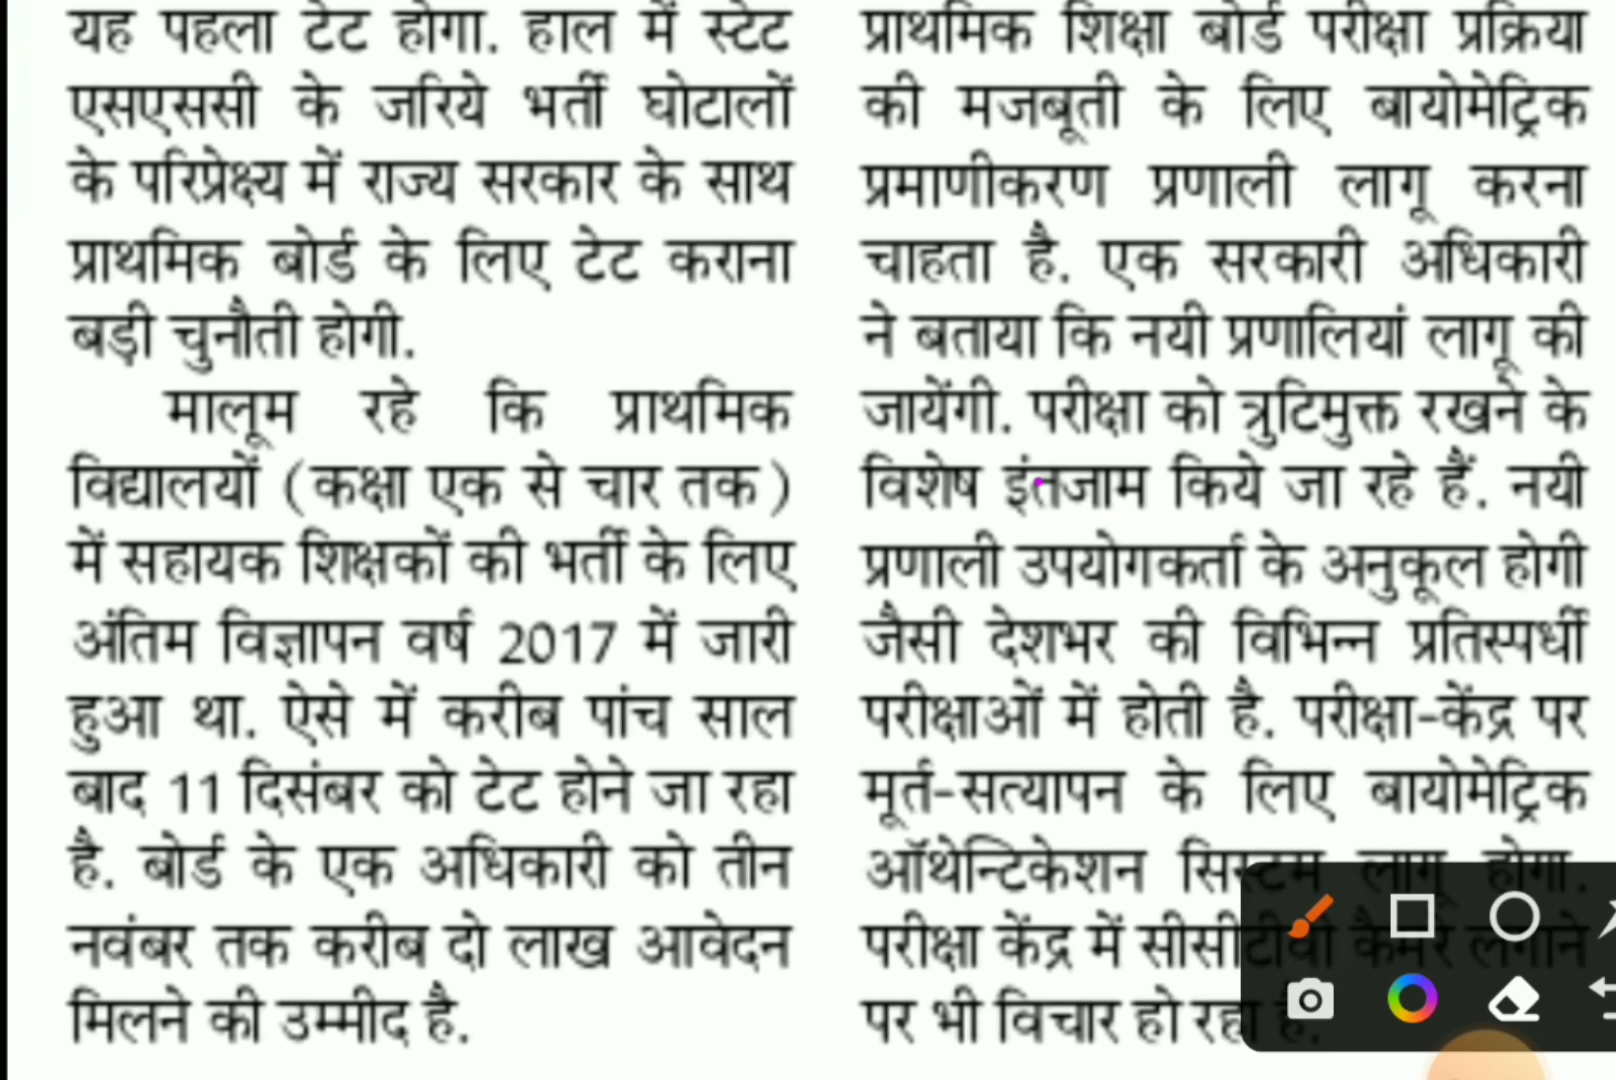 यह पहला टेट होगा. हाल में स्टेट
एसएससी के जरिये भर्ती घोटालों
के परिप्रेक्ष्य में राज्य सरकार के साथ
प्राथमिक बोर्ड के लिए टेट कराना
बड़ी चुनौती होगी.
मालूम रहे कि प्राथमिक
विद्यालयों (कक्षा एक से चार तक)
में सहायक शिक्षकों की भर्ती के लिए
अंतिम विज्ञापन वर्ष 2017 में जारी
हुआ था. ऐसे में करीब पांच साल
बाद 11 दिसंबर को टेट होने जा रहा
है. बोर्ड के एक अधिकारी को तीन
नवंबर तक करीब दो लाख आवेदन
मिलने की उम्मीद है.
प्राथमिक शिक्षा बोर्ड परीक्षा प्रक्रिया
की मजबूती के लिए बायोमेट्रिक
प्रमाणीकरण प्रणाली लागू करना
चाहता है. एक सरकारी अधिकारी
ने बताया कि नयी प्रणालियां लागू की
जायेंगी. परीक्षा को त्रुटिमुक्त रखने के
विशेष इंतजाम किये जा रहे हैं. नयी
प्रणाली उपयोगकर्ता के अनुकूल होगी
जैसी देशभर की विभिन्न प्रतिस्पर्धी
परीक्षाओं में होती है. परीक्षा-केंद्र पर
मूर्त-सत्यापन के लिए बायोमेट्रिक
ऑथेन्टिकेशन सिस्टम लागू होगा.
परीक्षा केंद्र में सीसीटीवी कैमरे लगाने
पर भी विचार हो रहा है.